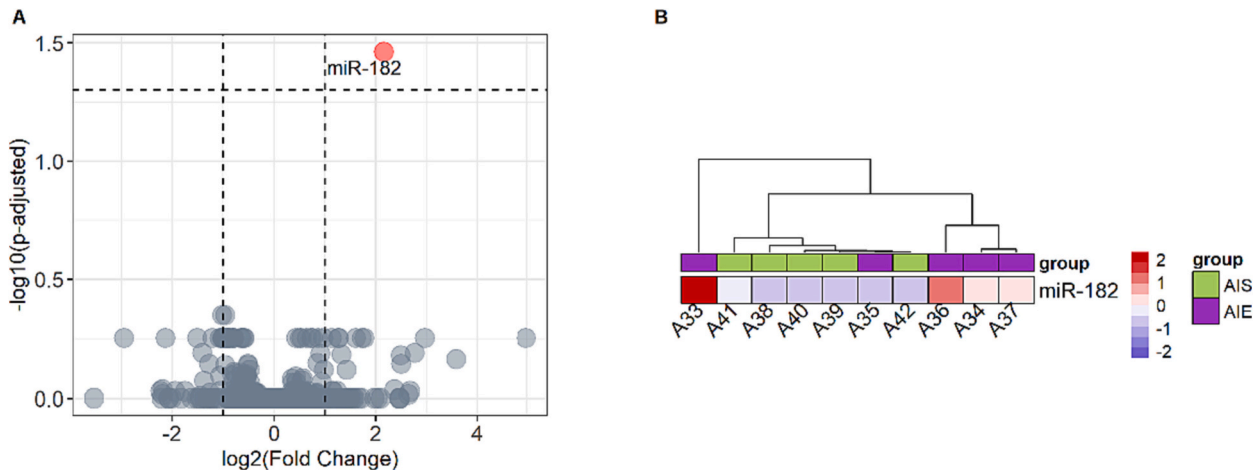 A
1.5
1.0
0.5
0.0
-log10(p-adjusted)
miR-182
-2 0 2 4
log2(Fold Change)
B
group
miR-182
A33 A41 A38 A40 A39 A35 A42 A36 A34 A37
2
1
0
-1
-2
group
AIS
AIE